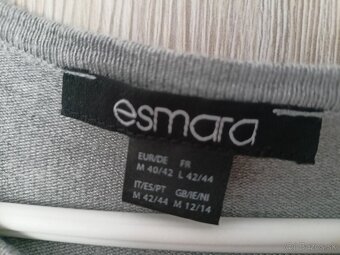 esmara
EUR/DE FR
M 40/42 L 42/44
IT/ES/PT GB/IE/NI
M 42/44 M 12/14